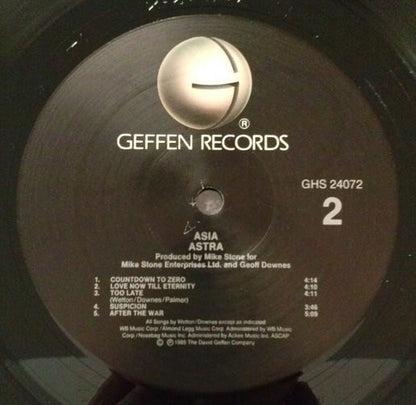 ®
GEFFEN RECORDS
GHS 24072
2
ASIA
ASTRA
Produced by Mike Stone for
Mike Stone Enterprises Ltd. and Geoff Downes
1. COUNTDOWN TO ZERO 4:14
2. LOVE NOW TILL ETERNITY 4:10
3. TOO LATE 4:11
(Wetton/Downes/Palmer)
4. SUSPICION 3:46
5. AFTER THE WAR 5:09
All Songs by Wetton/Downes except as indicated
WB Music Corp./Almond Legg Music Corp. Administered by WB Music
Corp./Nosebag Music Inc. Administered by Ackee Music Inc. ASCAP
©1985 The David Geffen Company